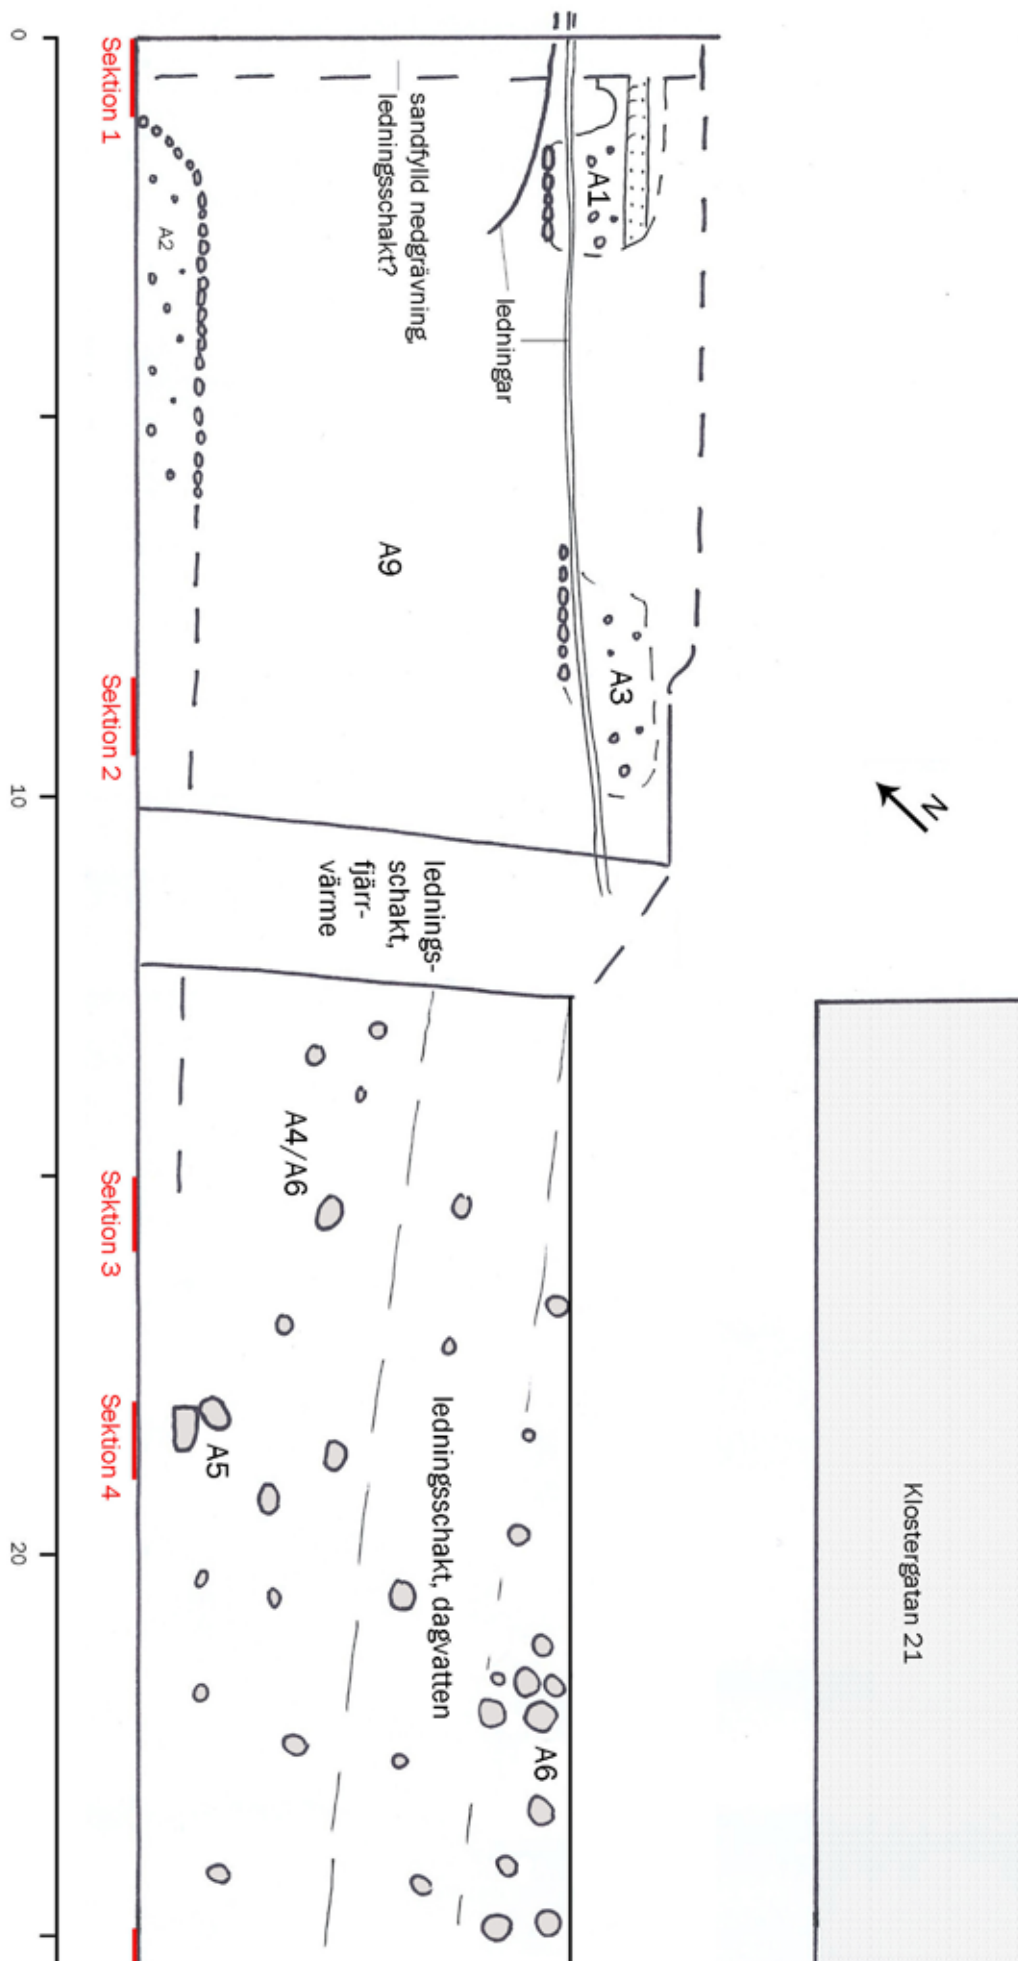 0
Sektion 1
A2
sandfylld nedgrävning,
ledningsschakt?
ledningar
A1
A9
A3
Sektion 2
10
N
lednings-
schakt,
fjärr-
värme
A4/A6
Sektion 3
A5
Sektion 4
ledningsschakt, dagvatten
20
A6
Klostergatan 21